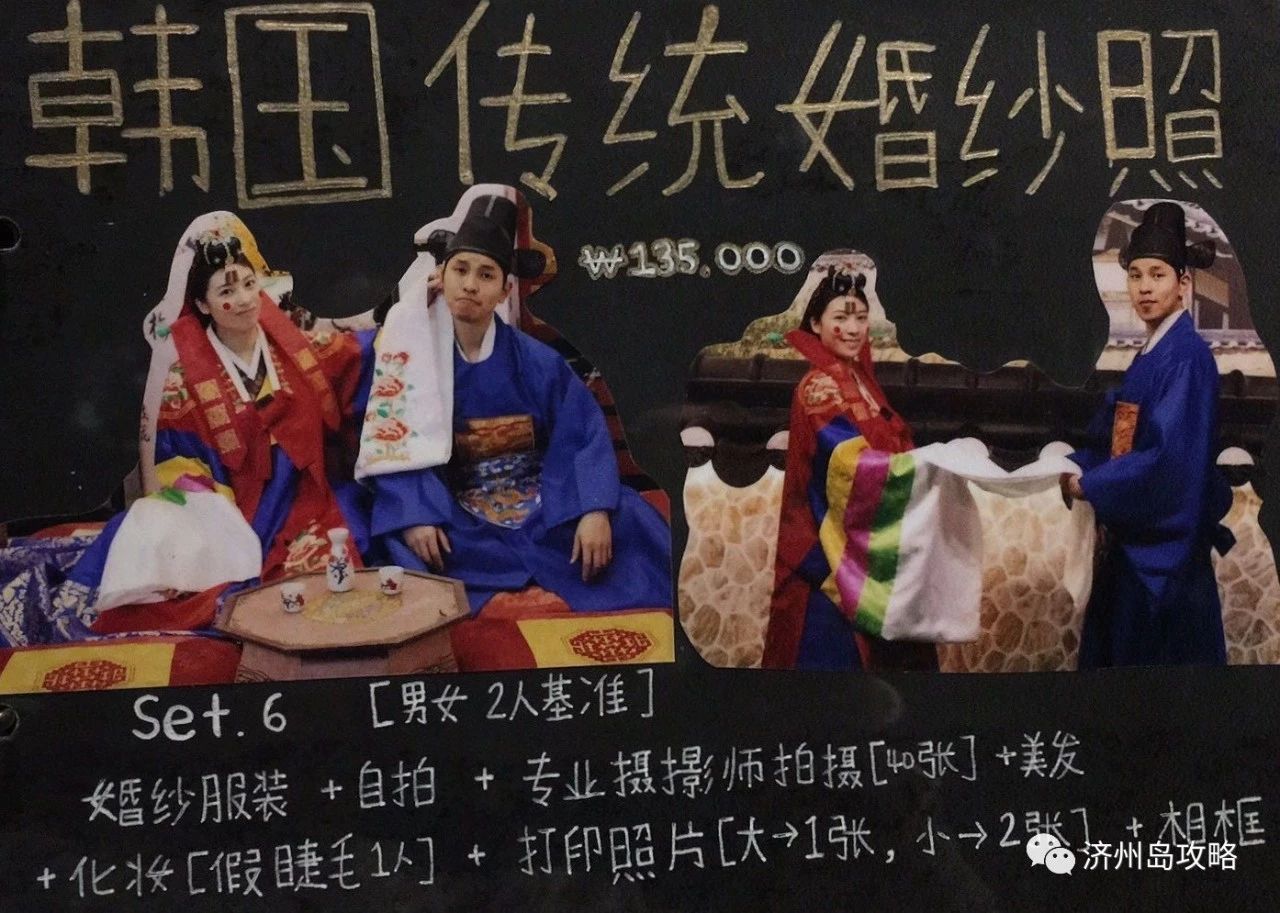 韩国传统婚纱照
₩135.000
Set.6 [男女 2人基准]
婚纱服装 + 自拍 + 专业摄影师拍摄[40张] +美发
+ 化妆[假睫毛1人] + 打印照片[大→1张, 小→2张] + 相框
济州岛攻略